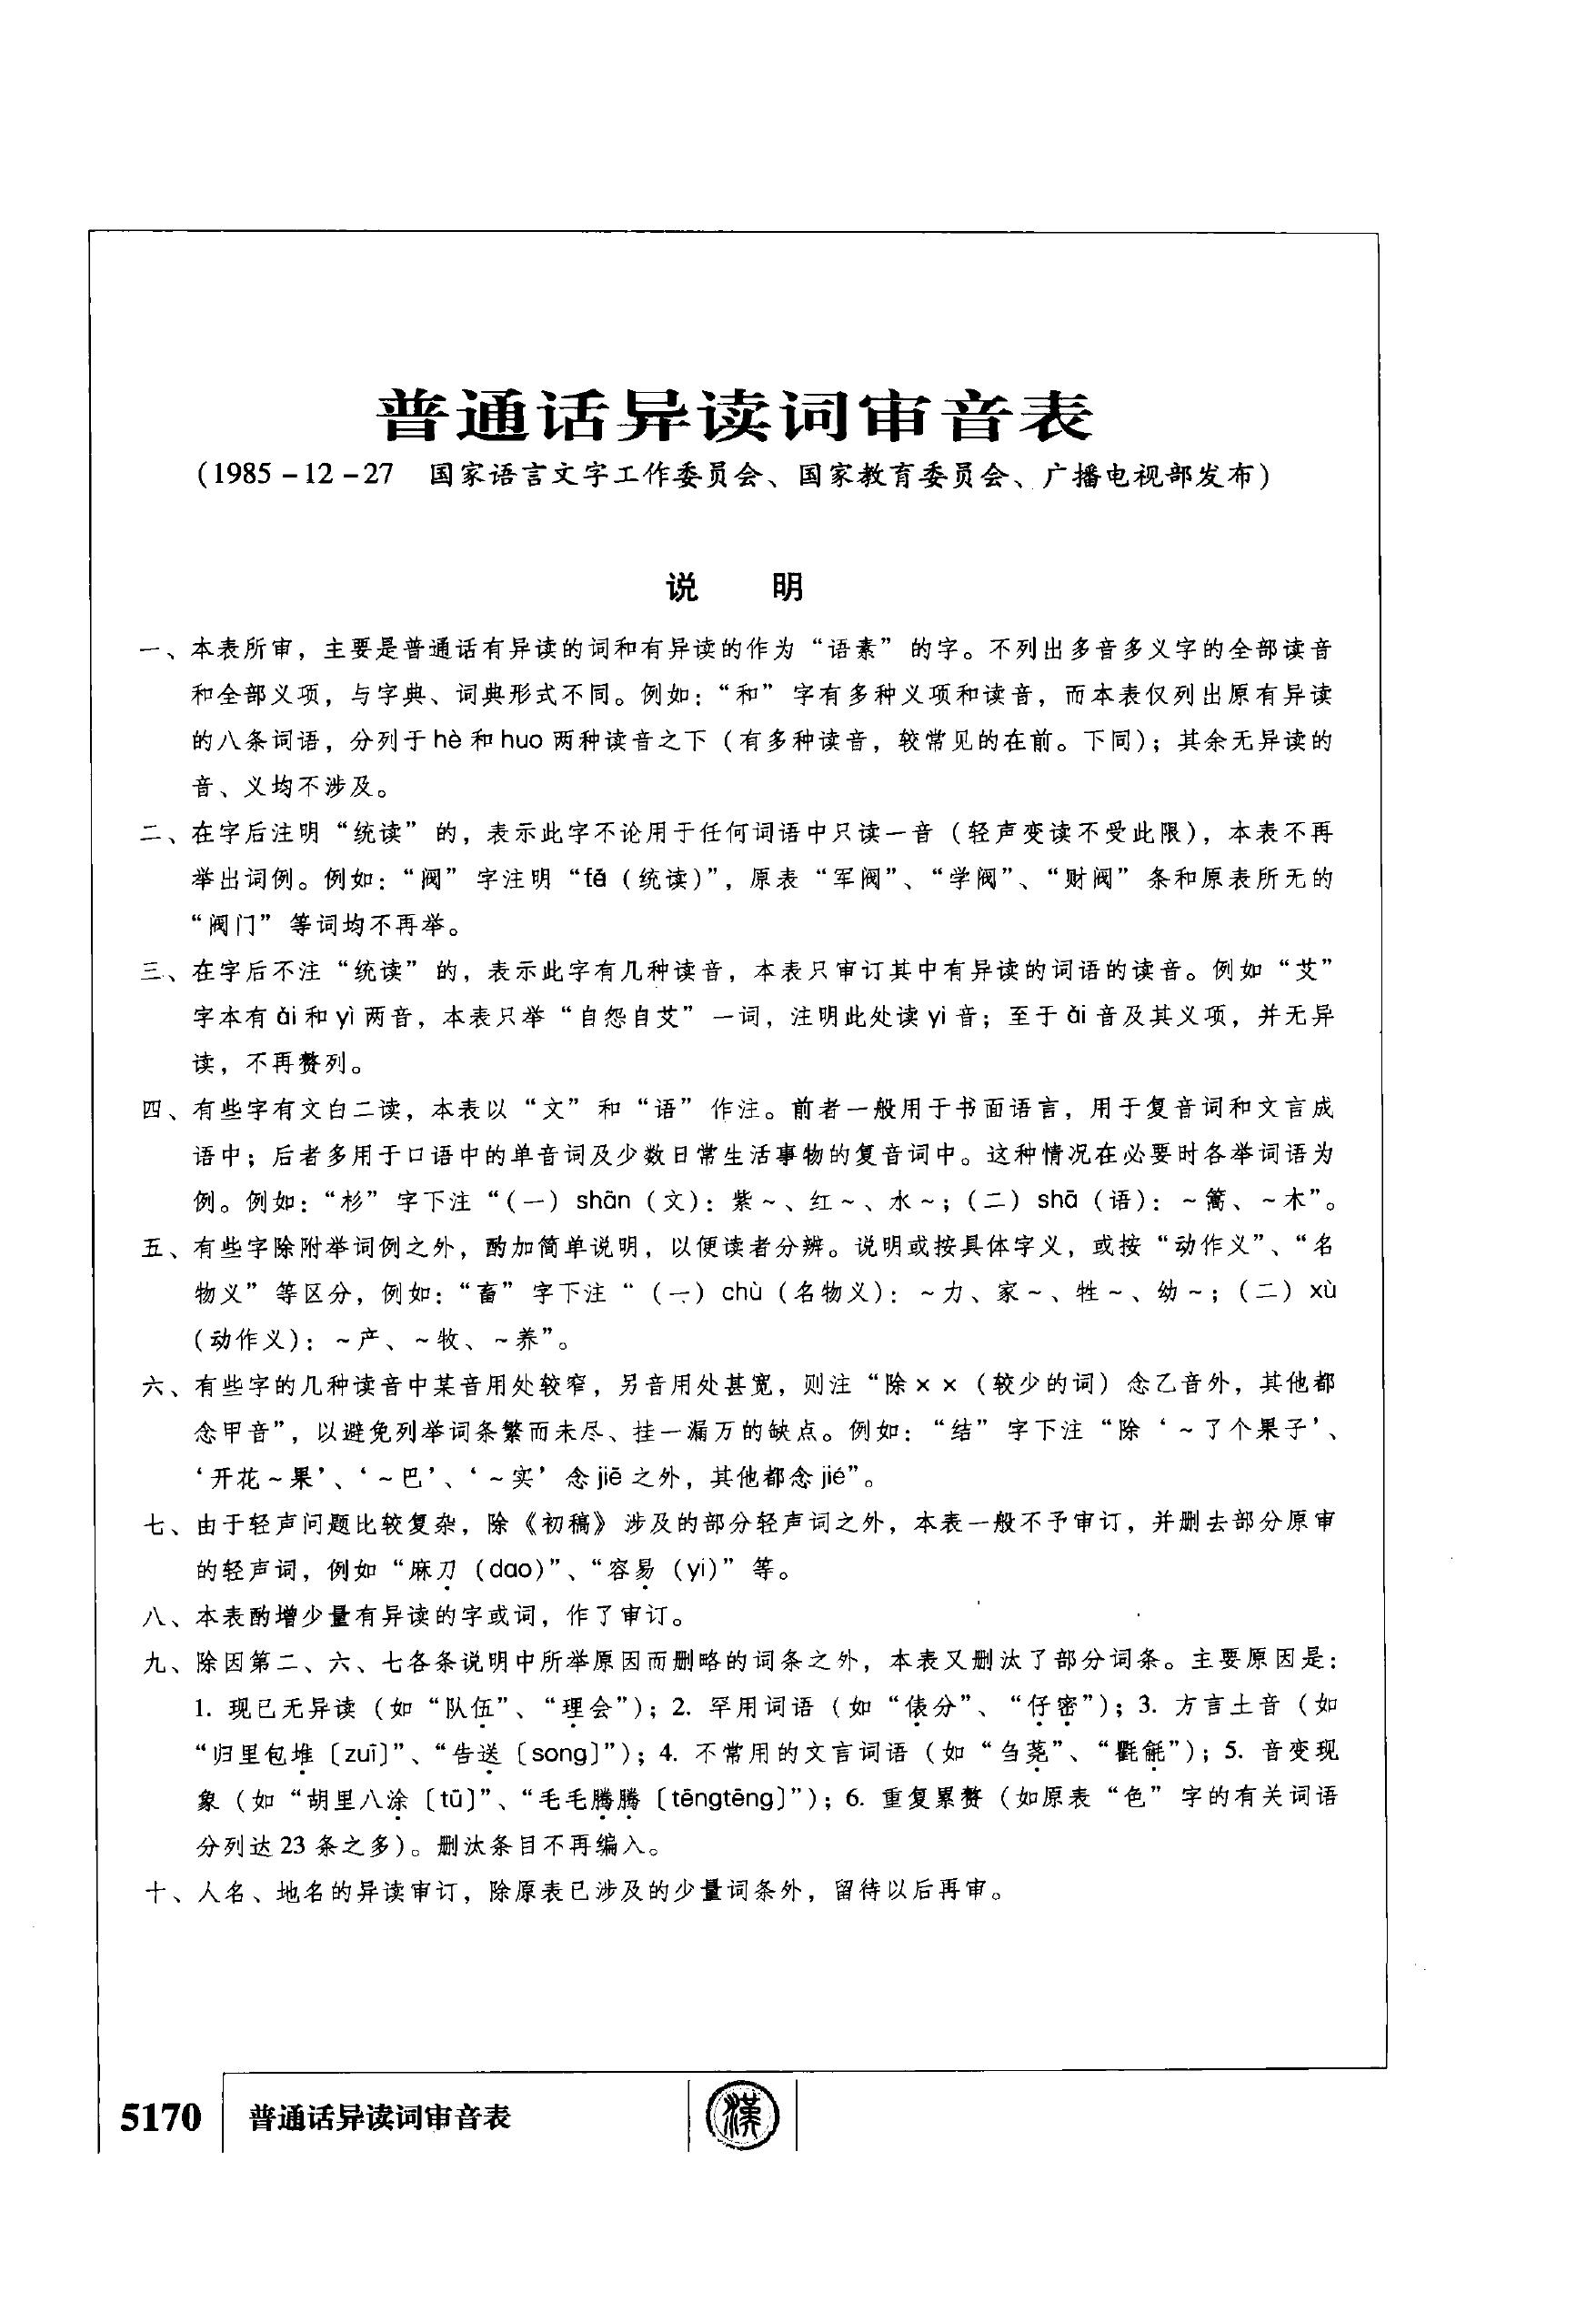 普通话异读词审音表
(1985－12－27　国家语言文字工作委员会、国家教育委员会、广播电视部发布)
说　明
一、本表所审，主要是普通话有异读的词和有异读的作为“语素”的字。不列出多音多义字的全部读音
和全部义项，与字典、词典形式不同。例如：“和”字有多种义项和读音，而本表仅列出原有异读
的八条词语，分列于 hè 和 huo 两种读音之下（有多种读音，较常见的在前。下同）；其余无异读的
音、义均不涉及。
二、在字后注明“统读”的，表示此字不论用于任何词语中只读一音（轻声变读不受此限），本表不再
举出词例。例如：“阀”字注明“fá（统读）”，原表“军阀”、“学阀”、“财阀”条和原表所无的
“阀门”等词均不再举。
三、在字后不注“统读”的，表示此字有几种读音，本表只审订其中有异读的词语的读音。例如“艾”
字本有 ài 和 yì 两音，本表只举“自怨自艾”一词，注明此处读 yì 音；至于 ài 音及其义项，并无异
读，不再赘列。
四、有些字有文白二读，本表以“文”和“语”作注。前者一般用于书面语言，用于复音词和文言成
语中；后者多用于口语中的单音词及少数日常生活事物的复音词中。这种情况在必要时各举词语为
例。例如：“杉”字下注“（一）shān（文）：紫～、红～、水～；（二）shā（语）：～篙、～木”。
五、有些字除附举词例之外，酌加简单说明，以便读者分辨。说明或按具体字义，或按“动作义”、“名
物义”等区分，例如：“畜”字下注“（一）chù（名物义）：～力、家～、牲～、幼～；（二）xù
（动作义）：～产、～牧、～养”。
六、有些字的几种读音中某音用处较窄，另音用处甚宽，则注“除××（较少的词）念乙音外，其他都
念甲音”，以避免列举词条繁而未尽、挂一漏万的缺点。例如：“结”字下注“除‘～了个果子’、
‘开花～果’、‘～巴’、‘～实’念 jiē 之外，其他都念 jié”。
七、由于轻声问题比较复杂，除《初稿》涉及的部分轻声词之外，本表一般不予审订，并删去部分原审
的轻声词，例如“麻刀（dao）”、“容易（yi）”等。
八、本表酌增少量有异读的字或词，作了审订。
九、除因第二、六、七各条说明中所举原因而删略的词条之外，本表又删汰了部分词条。主要原因是：
1. 现已无异读（如“队伍”、“理会”）；2. 罕用词语（如“俵分”、“仔密”）；3. 方言土音（如
“归里包堆〔zuī〕”、“告送〔song〕”）；4. 不常用的文言词语（如“刍荛”、“氍毹”）；5. 音变现
象（如“胡里八涂〔tū〕”、“毛毛腾腾〔tēngtēng〕”）；6. 重复累赘（如原表“色”字的有关词语
分列达 23 条之多）。删汰条目不再编入。
十、人名、地名的异读审订，除原表已涉及的少量词条外，留待以后再审。
5170　普通话异读词审音表　漢